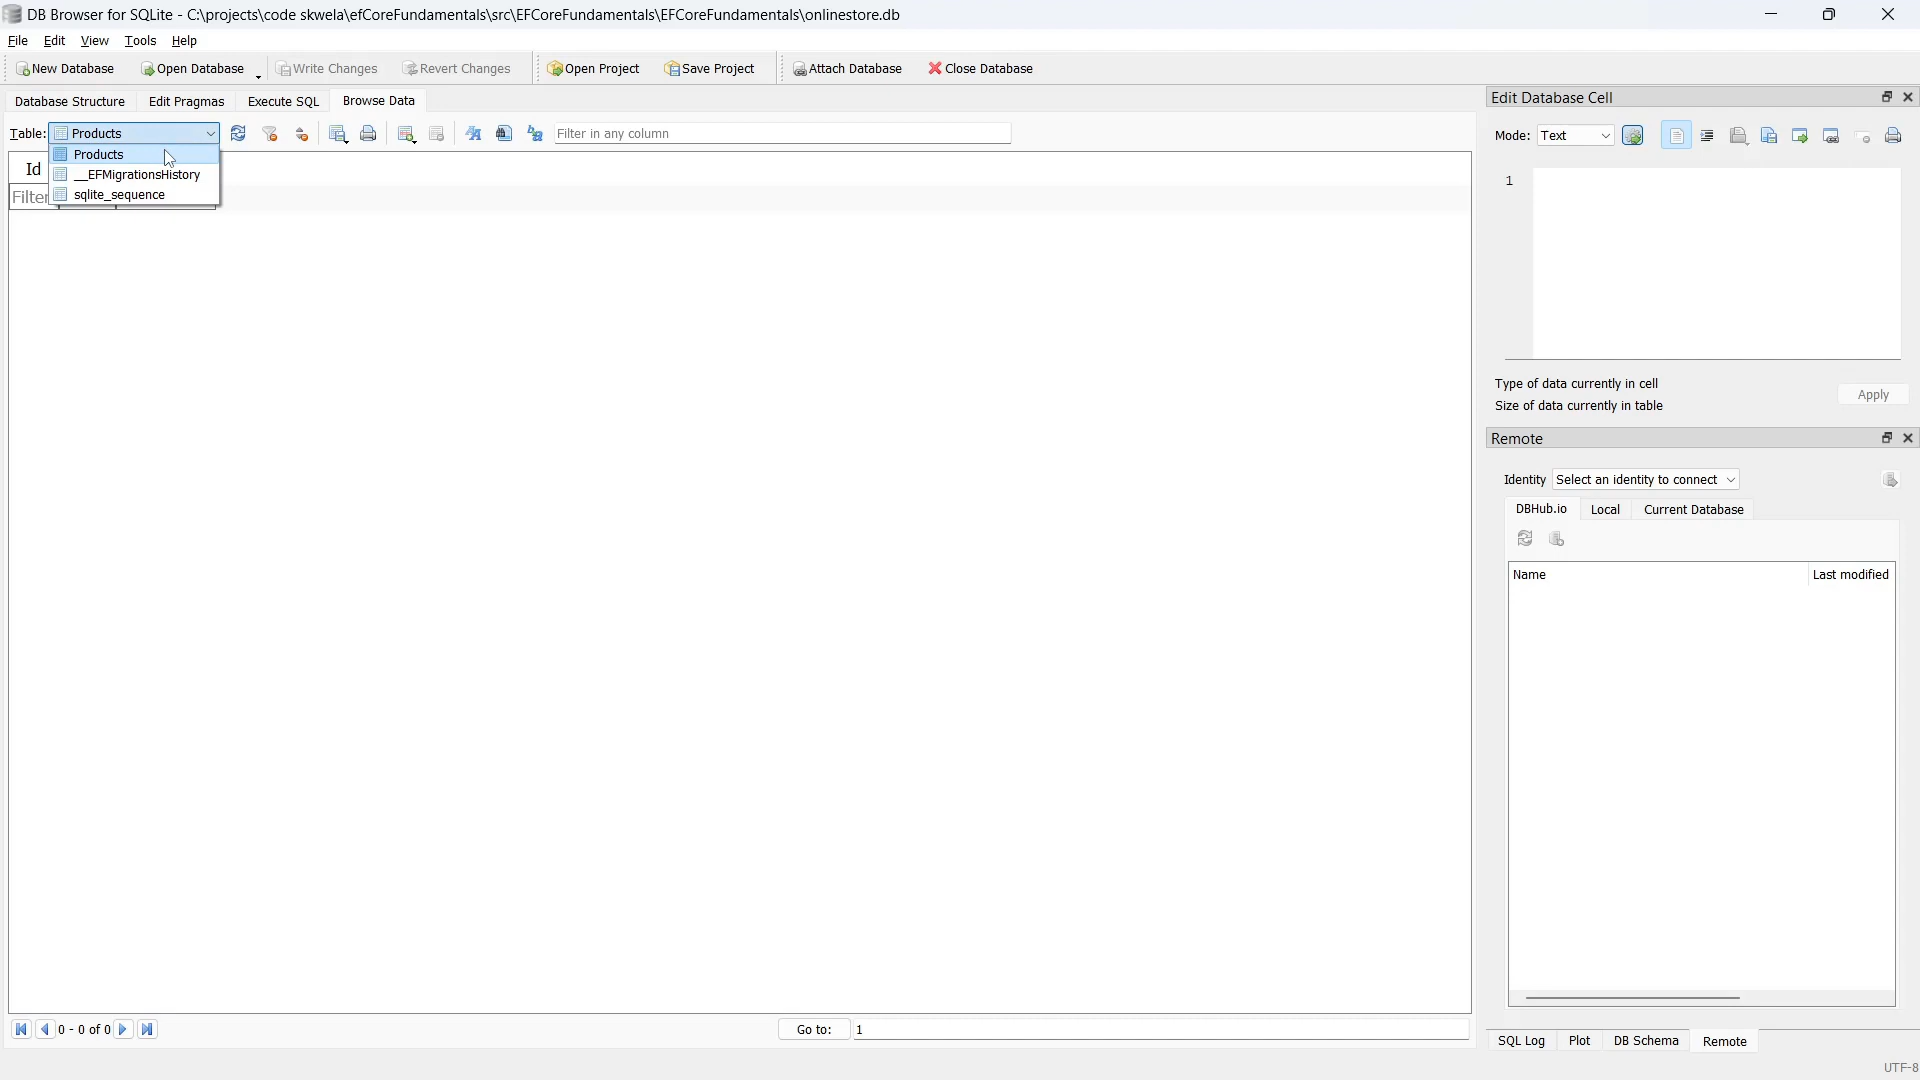 DB Browser for SQLite - C:\projects\code skwela\efCoreFundamentals\src\EFCoreFundamentals\EFCoreFundamentals\onlinestore.db
File Edit View Tools Help
New Database Open Database Write Changes Revert Changes Open Project Save Project Attach Database Close Database
Database Structure Edit Pragmas Execute SQL Browse Data
Table: Products Filter in any column
Products
Id
__EFMigrationsHistory
Filter
sqlite_sequence
0 - 0 of 0 Go to: 1
Edit Database Cell
Mode: Text
1
Type of data currently in cell
Size of data currently in table
Apply
Remote
Identity Select an identity to connect
DBHub.io Local Current Database
Name Last modified
SQL Log Plot DB Schema Remote
UTF-8